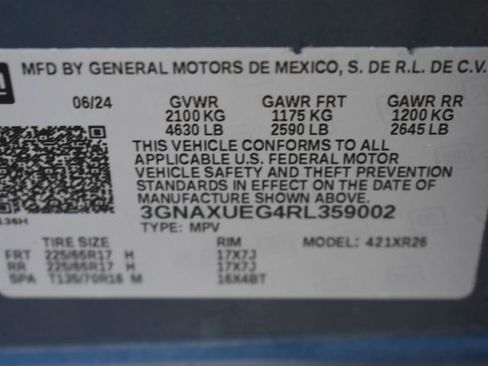 MFD BY GENERAL MOTORS DE MEXICO, S. DE R.L. DE C.V.
06/24 GVWR GAWR FRT GAWR RR
2100 KG 1175 KG 1200 KG
4630 LB 2590 LB 2645 LB
THIS VEHICLE CONFORMS TO ALL
APPLICABLE U.S. FEDERAL MOTOR
VEHICLE SAFETY AND THEFT PREVENTION
STANDARDS IN EFFECT ON THE DATE OF
MANUFACTURE SHOWN ABOVE.
3GNAXUEG4RL359002
TYPE: MPV
TIRE SIZE RIM MODEL: 421XR26
FRT 225/65R17 H 17X7J
RR 225/65R17 H 17X7J
SPA T135/70R16 M 16X4BT